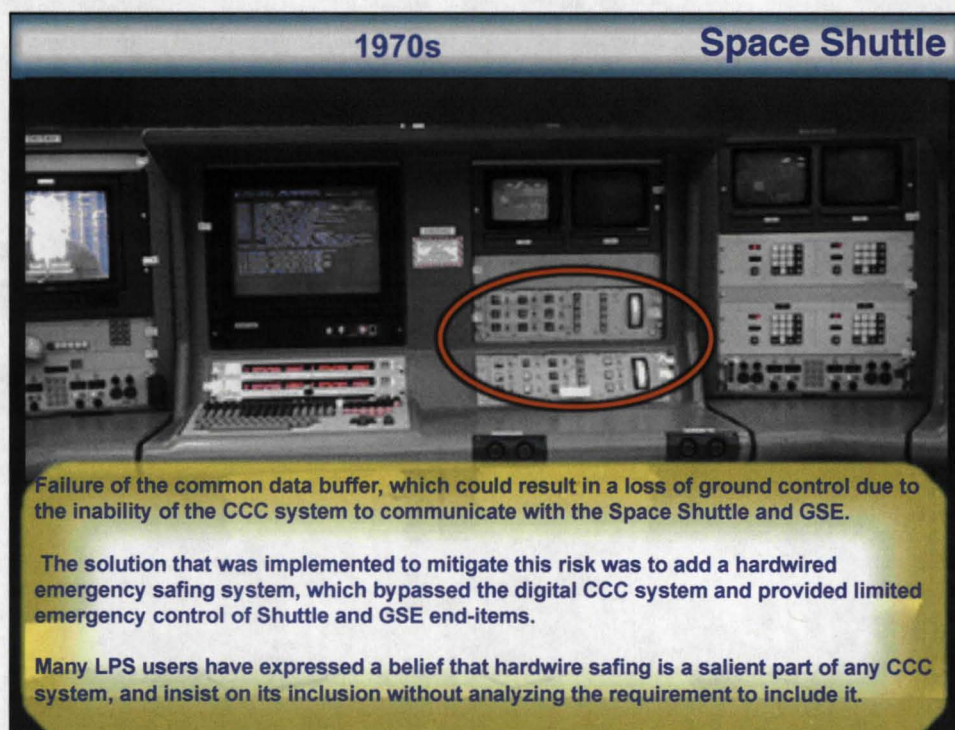 1970s
Space Shuttle
Failure of the common data buffer, which could result in a loss of ground control due to
the inability of the CCC system to communicate with the Space Shuttle and GSE.
The solution that was implemented to mitigate this risk was to add a hardwired
emergency safing system, which bypassed the digital CCC system and provided limited
emergency control of Shuttle and GSE end-items.
Many LPS users have expressed a belief that hardwire safing is a salient part of any CCC
system, and insist on its inclusion without analyzing the requirement to include it.